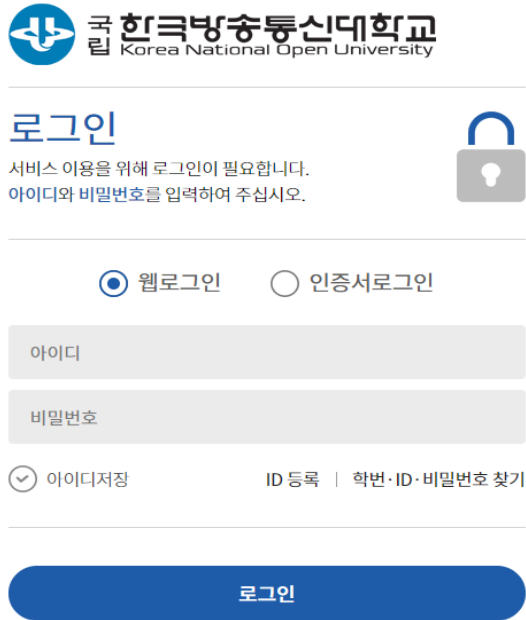 국립 한국방송통신대학교
Korea National Open University
로그인
서비스 이용을 위해 로그인이 필요합니다.
아이디와 비밀번호를 입력하여 주십시오.
웹로그인 인증서로그인
아이디
비밀번호
아이디저장 ID 등록 | 학번·ID·비밀번호 찾기
로그인